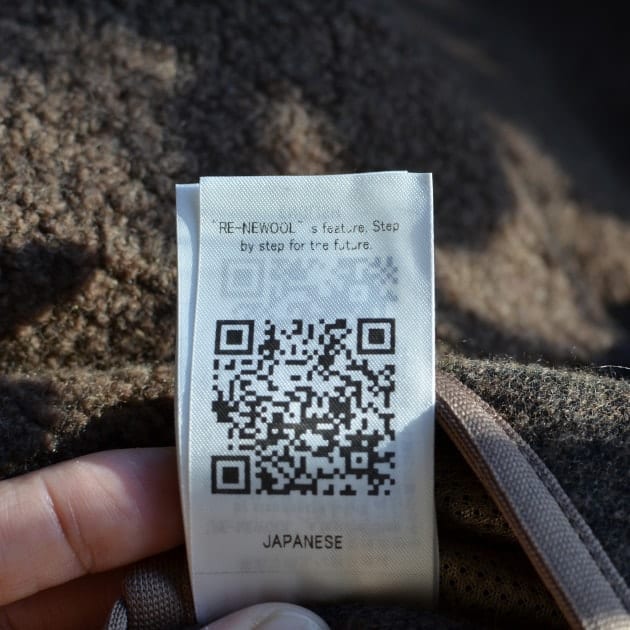 "RE-NEWOOL" s feature. Step
by step for the future.
JAPANESE